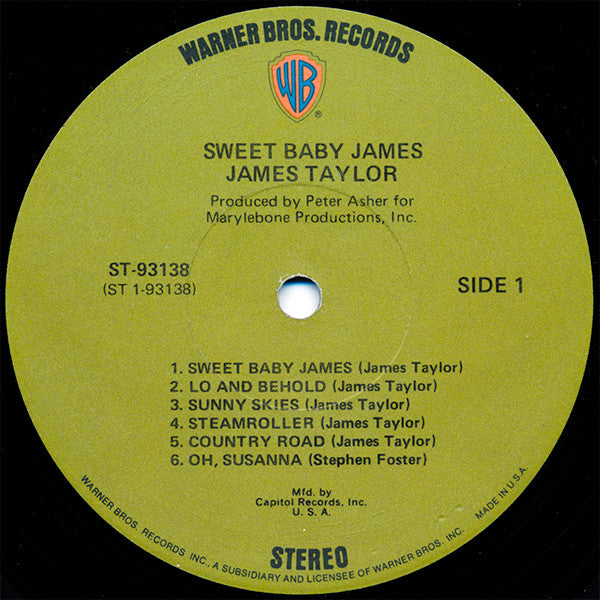 WARNER BROS. RECORDS
WB
®
SWEET BABY JAMES
JAMES TAYLOR
Produced by Peter Asher for
Marylebone Productions, Inc.
ST-93138
(ST 1-93138)
SIDE 1
1. SWEET BABY JAMES (James Taylor)
2. LO AND BEHOLD (James Taylor)
3. SUNNY SKIES (James Taylor)
4. STEAMROLLER (James Taylor)
5. COUNTRY ROAD (James Taylor)
6. OH, SUSANNA (Stephen Foster)
Mfd. by
Capitol Records, Inc.
U. S. A.
STEREO
WARNER BROS. RECORDS INC., A SUBSIDIARY AND LICENSEE OF WARNER BROS. INC. MADE IN U.S.A.